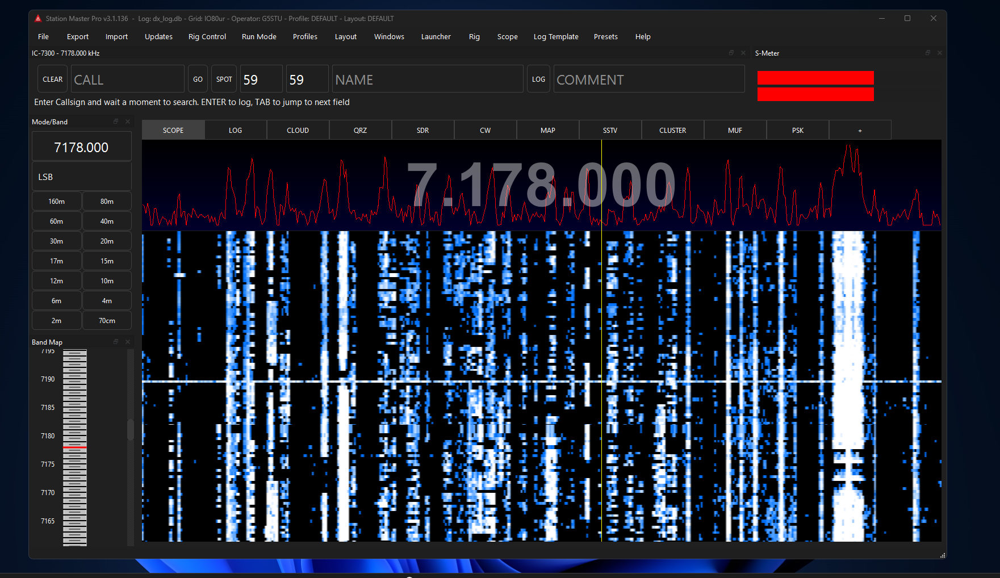 Station Master Pro v3.1.136 - Log: dx_log.db - Grid: IO80ur - Operator: G5STU - Profile: DEFAULT - Layout: DEFAULT
File Export Import Updates Rig Control Run Mode Profiles Layout Windows Launcher Rig Scope Log Template Presets Help
IC-7300 - 7178.000 kHz
S-Meter
CLEAR CALL GO SPOT 59 59 NAME LOG COMMENT
Enter Callsign and wait a moment to search. ENTER to log, TAB to jump to next field
Mode/Band
SCOPE LOG CLOUD QRZ SDR CW MAP SSTV CLUSTER MUF PSK +
7178.000
7.178.000
LSB
160m 80m
60m 40m
30m 20m
17m 15m
12m 10m
6m 4m
2m 70cm
Band Map
7195
7190
7185
7180
7175
7170
7165